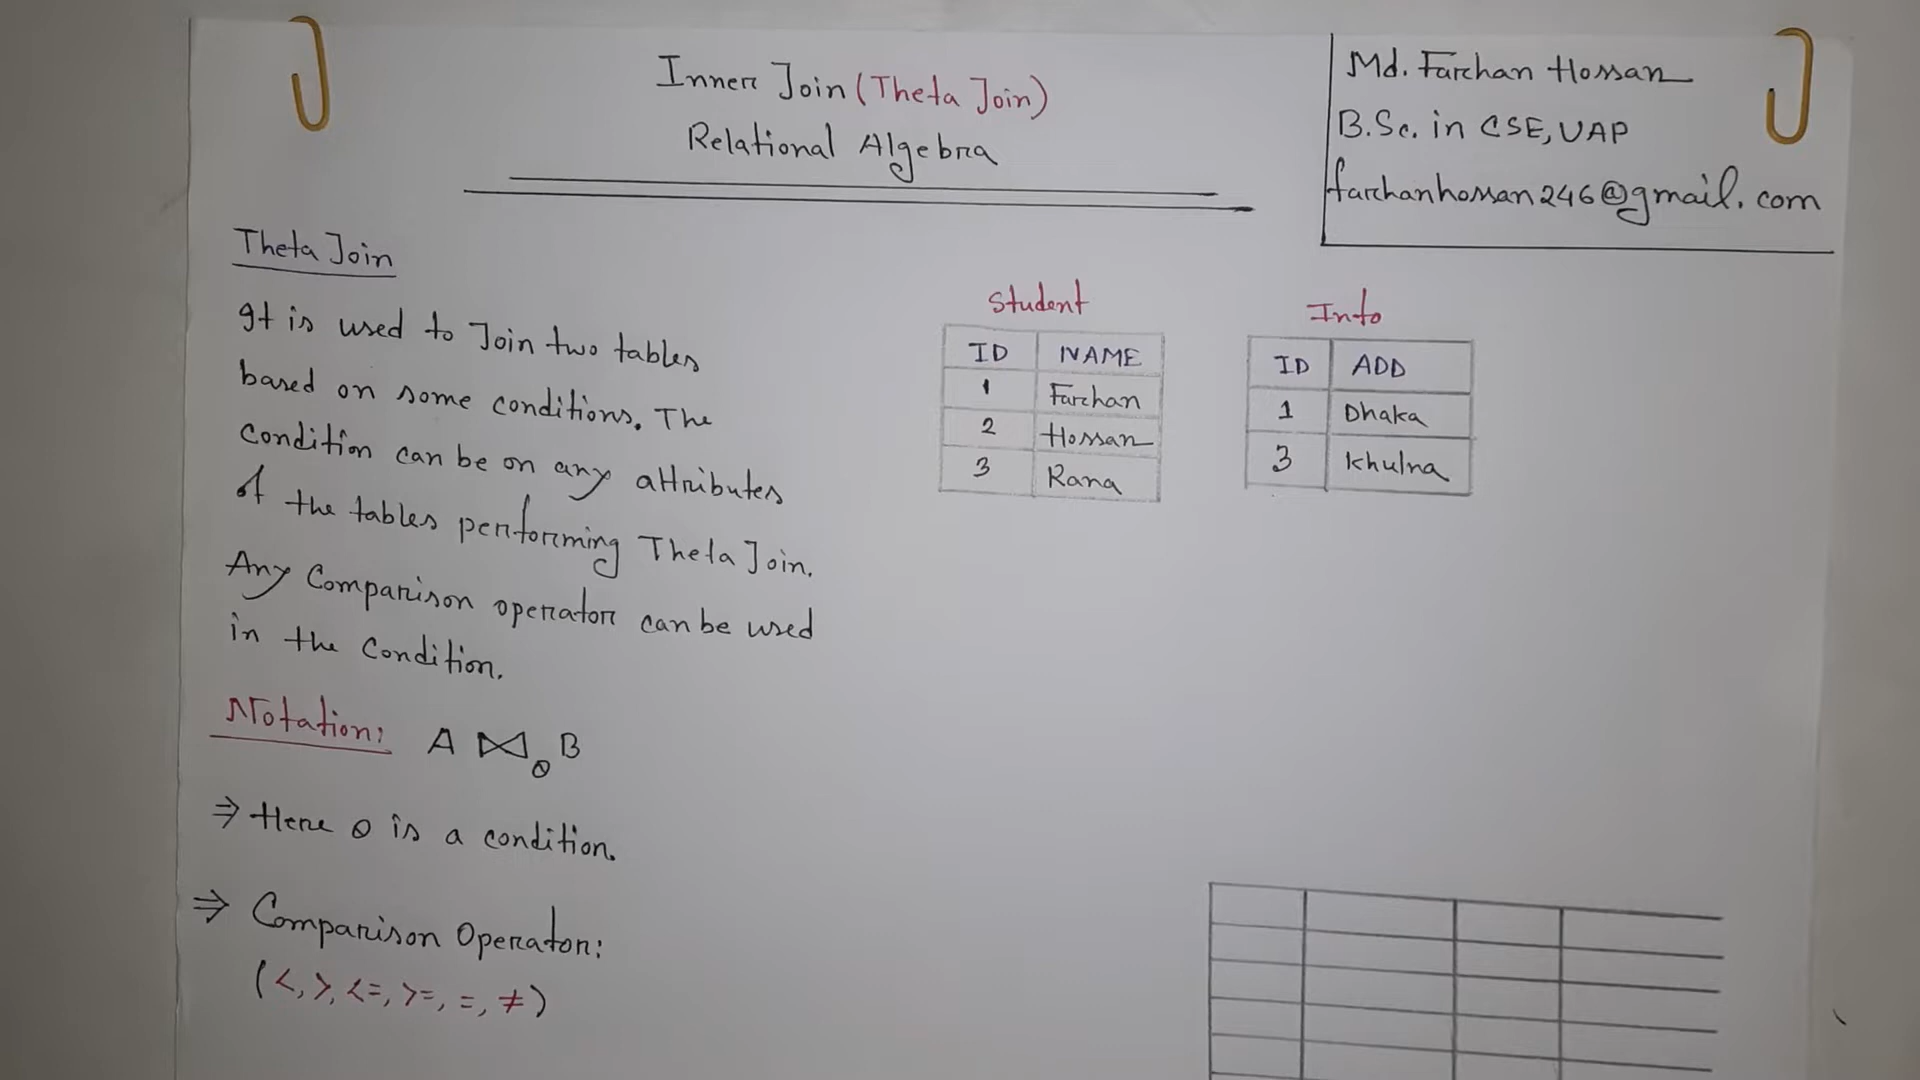 Inner Join (Theta Join)
Relational Algebra
Md. Farhan Hossan
B.Sc. in CSE, UAP
farhanhossan246@gmail.com
Theta Join
It is used to Join two tables
based on some conditions. The
Condition can be on any attributes
of the tables performing Theta Join.
Any Comparison operator can be used
in the Condition.
Notation: A ⋈θ B
⇒ Here θ is a condition.
⇒ Comparison Operator:
(<, >, <=, >=, =, ≠)
Student
ID NAME
1 Farhan
2 Hossan
3 Rana
Info
ID ADD
1 Dhaka
3 Khulna